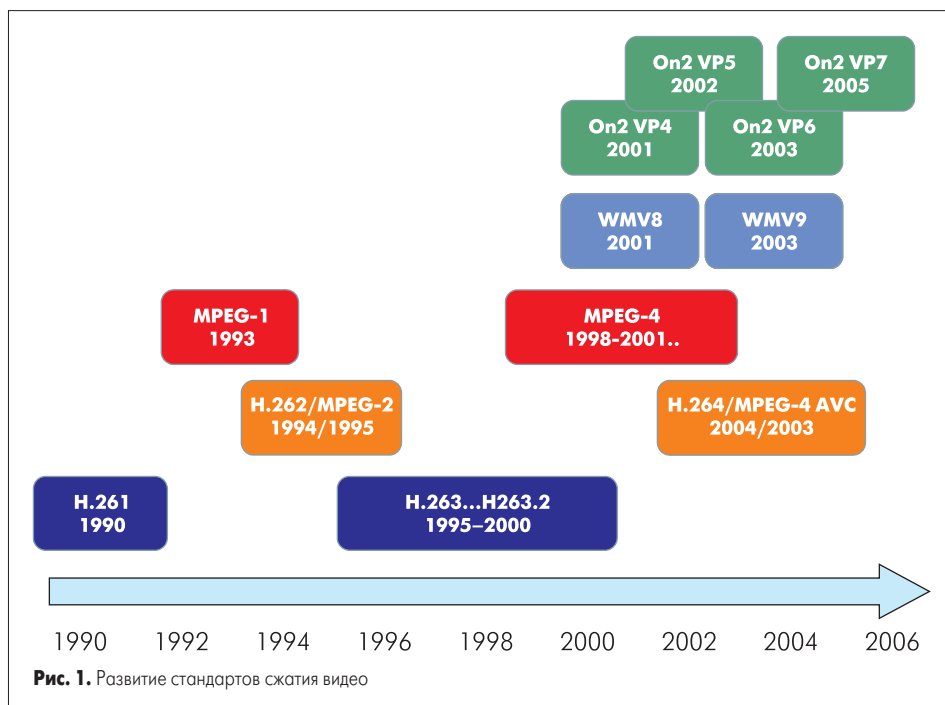 On2 VP5
2002
On2 VP7
2005
On2 VP4
2001
On2 VP6
2003
WMV8
2001
WMV9
2003
MPEG-1
1993
MPEG-4
1998-2001..
H.262/MPEG-2
1994/1995
H.264/MPEG-4 AVC
2004/2003
H.261
1990
H.263...H263.2
1995–2000
1990 1992 1994 1996 1998 2000 2002 2004 2006
Рис. 1. Развитие стандартов сжатия видео